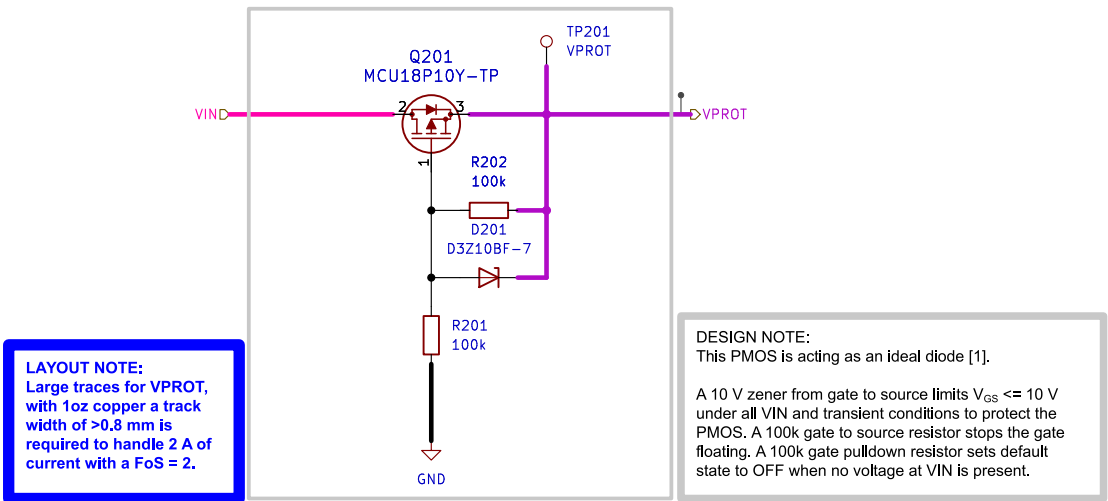 TP201
VPROT
Q201
MCU18P10Y-TP
2
3
VIN
VPROT
1
R202
100k
D201
D3Z10BF-7
R201
100k
GND
LAYOUT NOTE:
Large traces for VPROT,
with 1oz copper a track
width of >0.8 mm is
required to handle 2 A of
current with a FoS = 2.
DESIGN NOTE:
This PMOS is acting as an ideal diode [1].
A 10 V zener from gate to source limits VGS <= 10 V
under all VIN and transient conditions to protect the
PMOS. A 100k gate to source resistor stops the gate
floating. A 100k gate pulldown resistor sets default
state to OFF when no voltage at VIN is present.